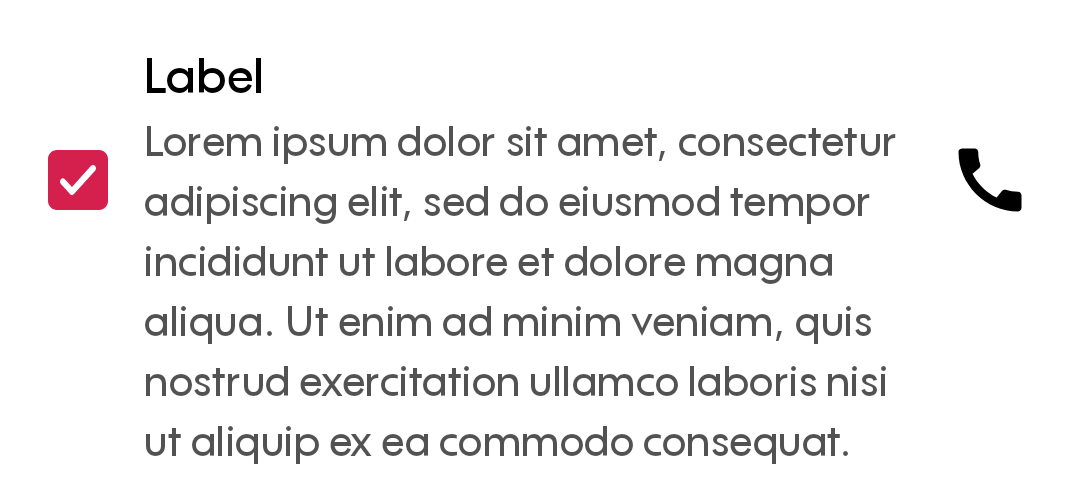 Label
Lorem ipsum dolor sit amet, consectetur
adipiscing elit, sed do eiusmod tempor
incididunt ut labore et dolore magna
aliqua. Ut enim ad minim veniam, quis
nostrud exercitation ullamco laboris nisi
ut aliquip ex ea commodo consequat.